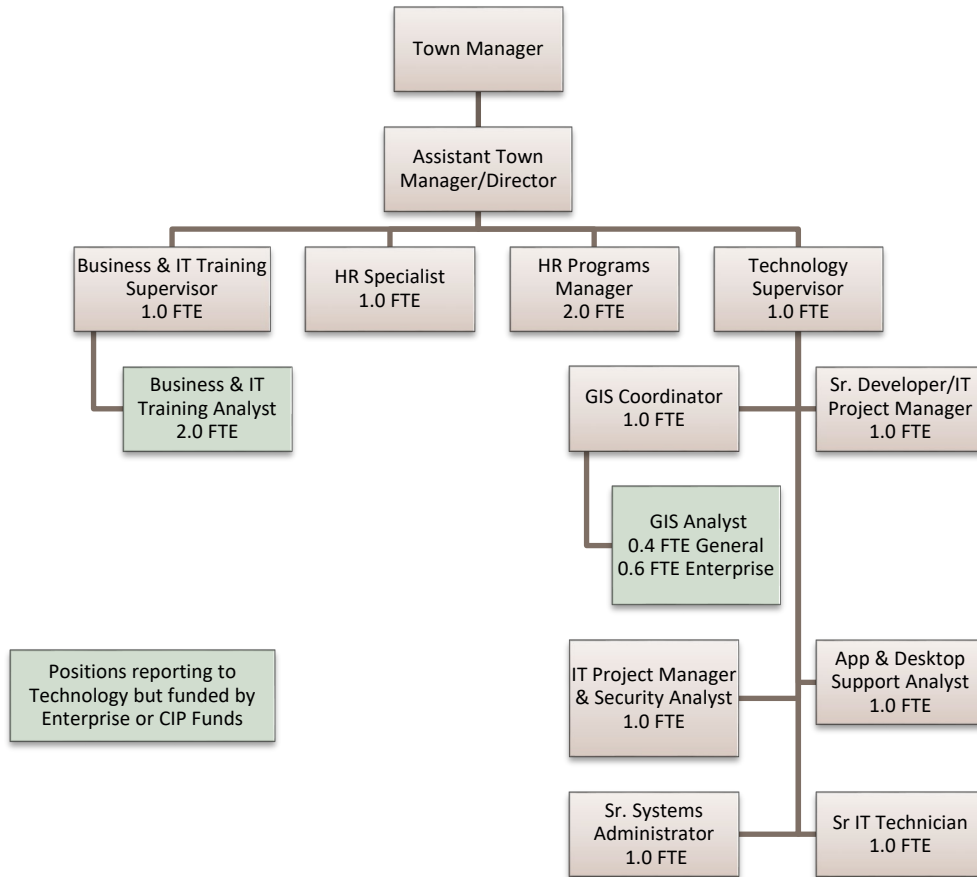 Town Manager
Assistant Town
Manager/Director
Business & IT Training
Supervisor
1.0 FTE
HR Specialist
1.0 FTE
HR Programs
Manager
2.0 FTE
Technology
Supervisor
1.0 FTE
Business & IT
Training Analyst
2.0 FTE
GIS Coordinator
1.0 FTE
Sr. Developer/IT
Project Manager
1.0 FTE
GIS Analyst
0.4 FTE General
0.6 FTE Enterprise
Positions reporting to
Technology but funded by
Enterprise or CIP Funds
IT Project Manager
& Security Analyst
1.0 FTE
App & Desktop
Support Analyst
1.0 FTE
Sr. Systems
Administrator
1.0 FTE
Sr IT Technician
1.0 FTE